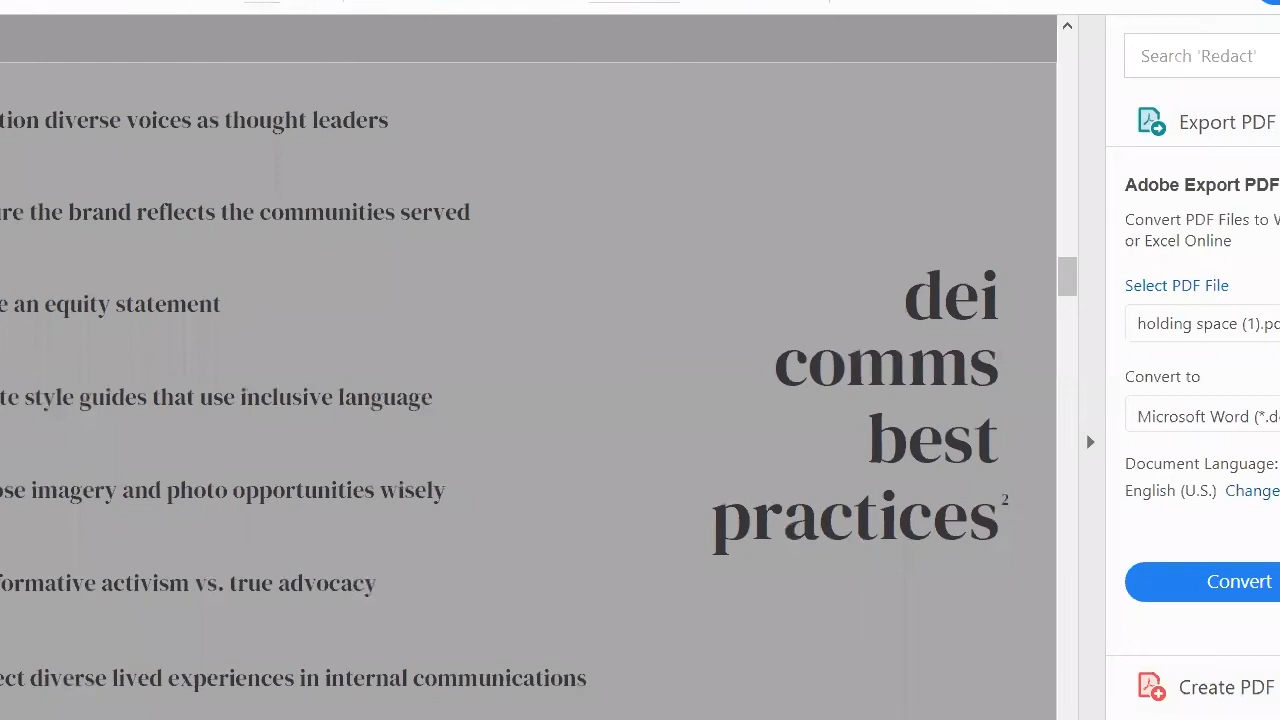 tion diverse voices as thought leaders
ure the brand reflects the communities served
e an equity statement
te style guides that use inclusive language
ose imagery and photo opportunities wisely
formative activism vs. true advocacy
ect diverse lived experiences in internal communications
dei
comms
best
practices²
Search 'Redact'
Export PDF
Adobe Export PDF
Convert PDF Files to W
or Excel Online
Select PDF File
holding space (1).pd
Convert to
Microsoft Word (*.d
Document Language:
English (U.S.) Change
Convert
Create PDF